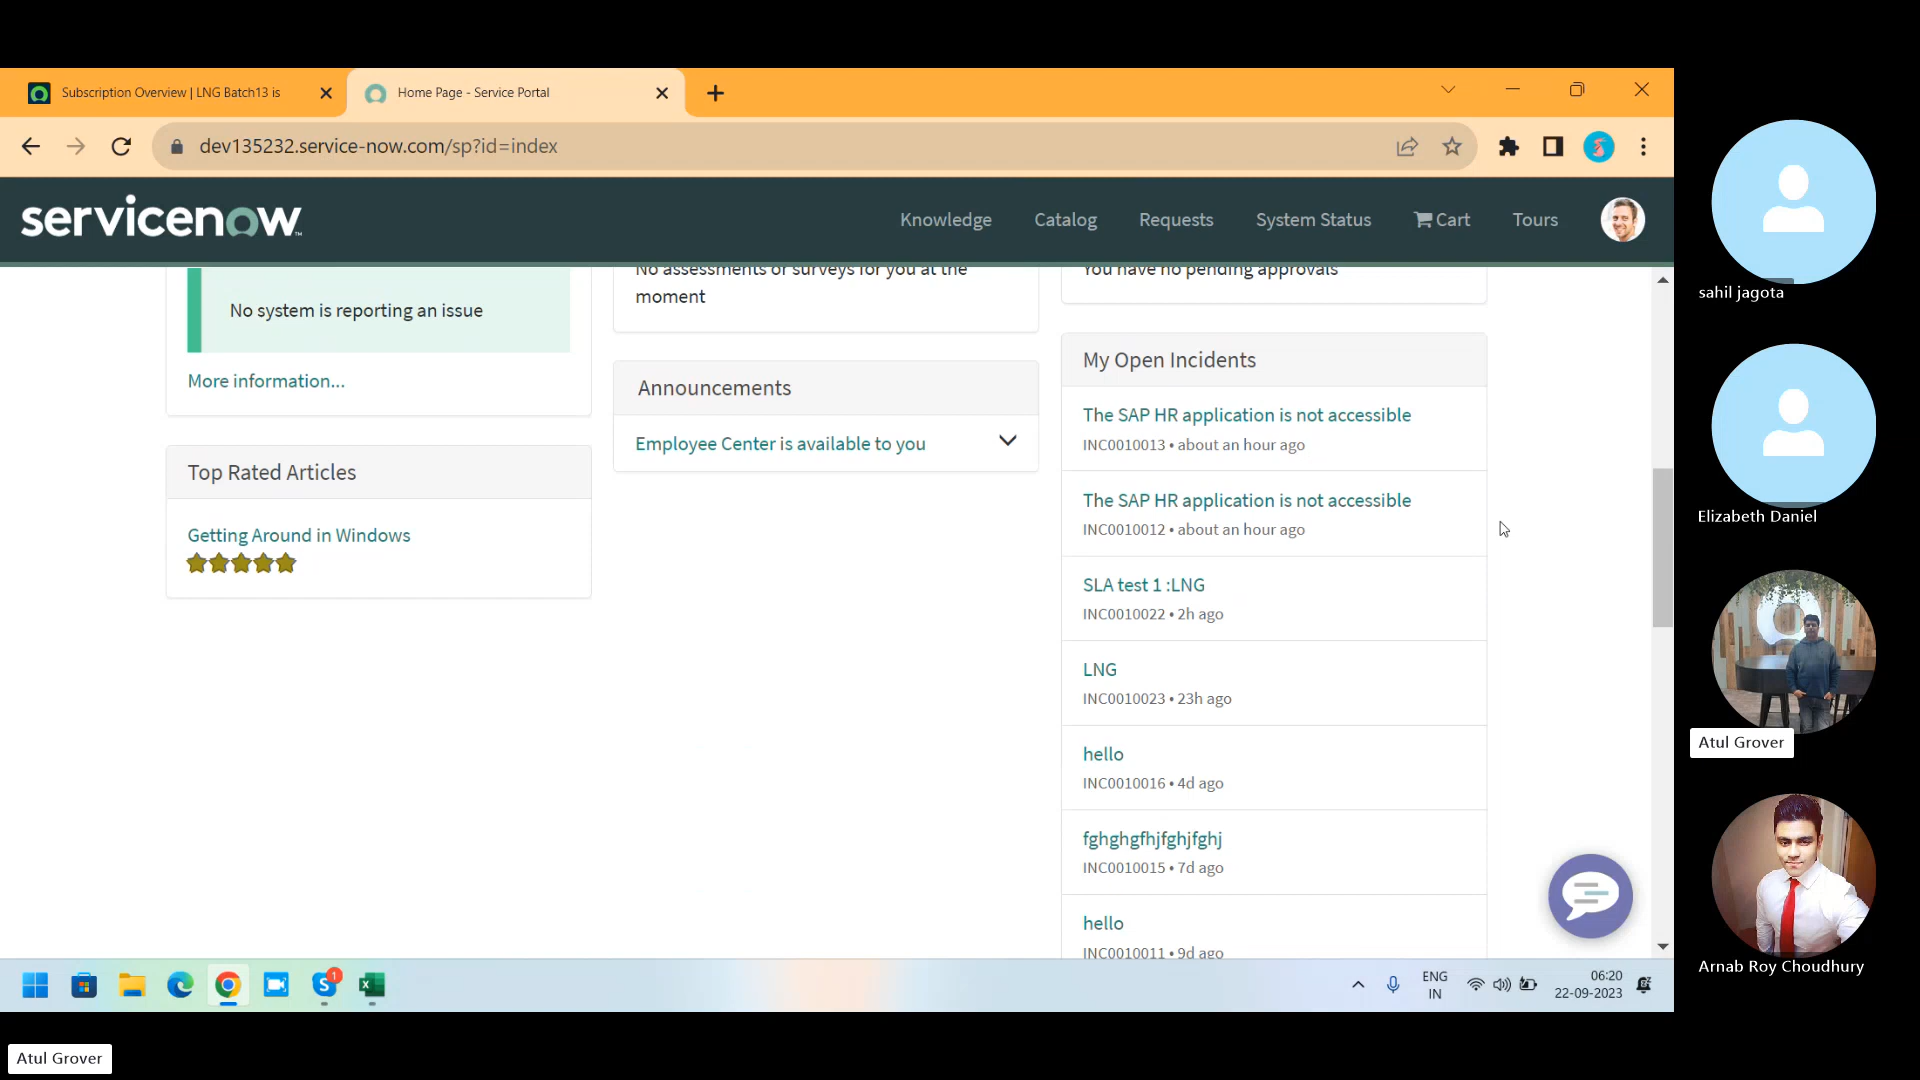 Subscription Overview | LNG Batch13 is
Home Page - Service Portal
dev135232.service-now.com/sp?id=index
servicenow
Knowledge
Catalog
Requests
System Status
Cart
Tours
No system is reporting an issue
More information...
Top Rated Articles
Getting Around in Windows
No assessments or surveys for you at the
moment
Announcements
Employee Center is available to you
You have no pending approvals
My Open Incidents
The SAP HR application is not accessible
INC0010013 • about an hour ago
The SAP HR application is not accessible
INC0010012 • about an hour ago
SLA test 1 :LNG
INC0010022 • 2h ago
LNG
INC0010023 • 23h ago
hello
INC0010016 • 4d ago
fghghgfhjfghjfghj
INC0010015 • 7d ago
hello
INC0010011 • 9d ago
sahil jagota
Elizabeth Daniel
Atul Grover
Arnab Roy Choudhury
1
ENG
IN
06:20
22-09-2023
Atul Grover